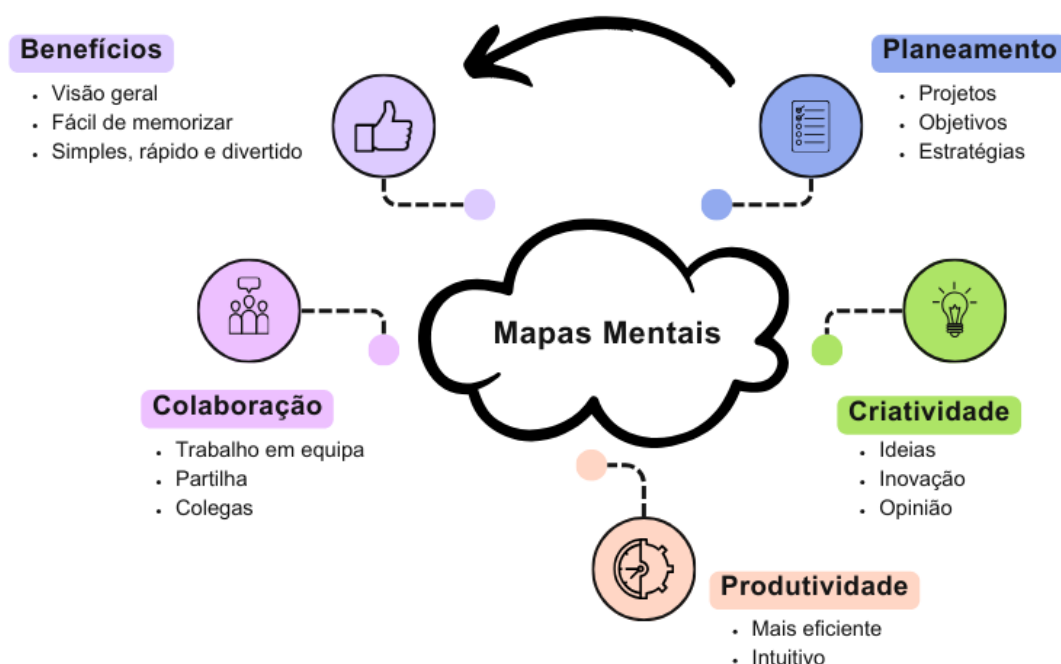 Benefícios
• Visão geral
• Fácil de memorizar
• Simples, rápido e divertido
Planeamento
• Projetos
• Objetivos
• Estratégias
Mapas Mentais
Colaboração
• Trabalho em equipa
• Partilha
• Colegas
Criatividade
• Ideias
• Inovação
• Opinião
Produtividade
• Mais eficiente
• Intuitivo